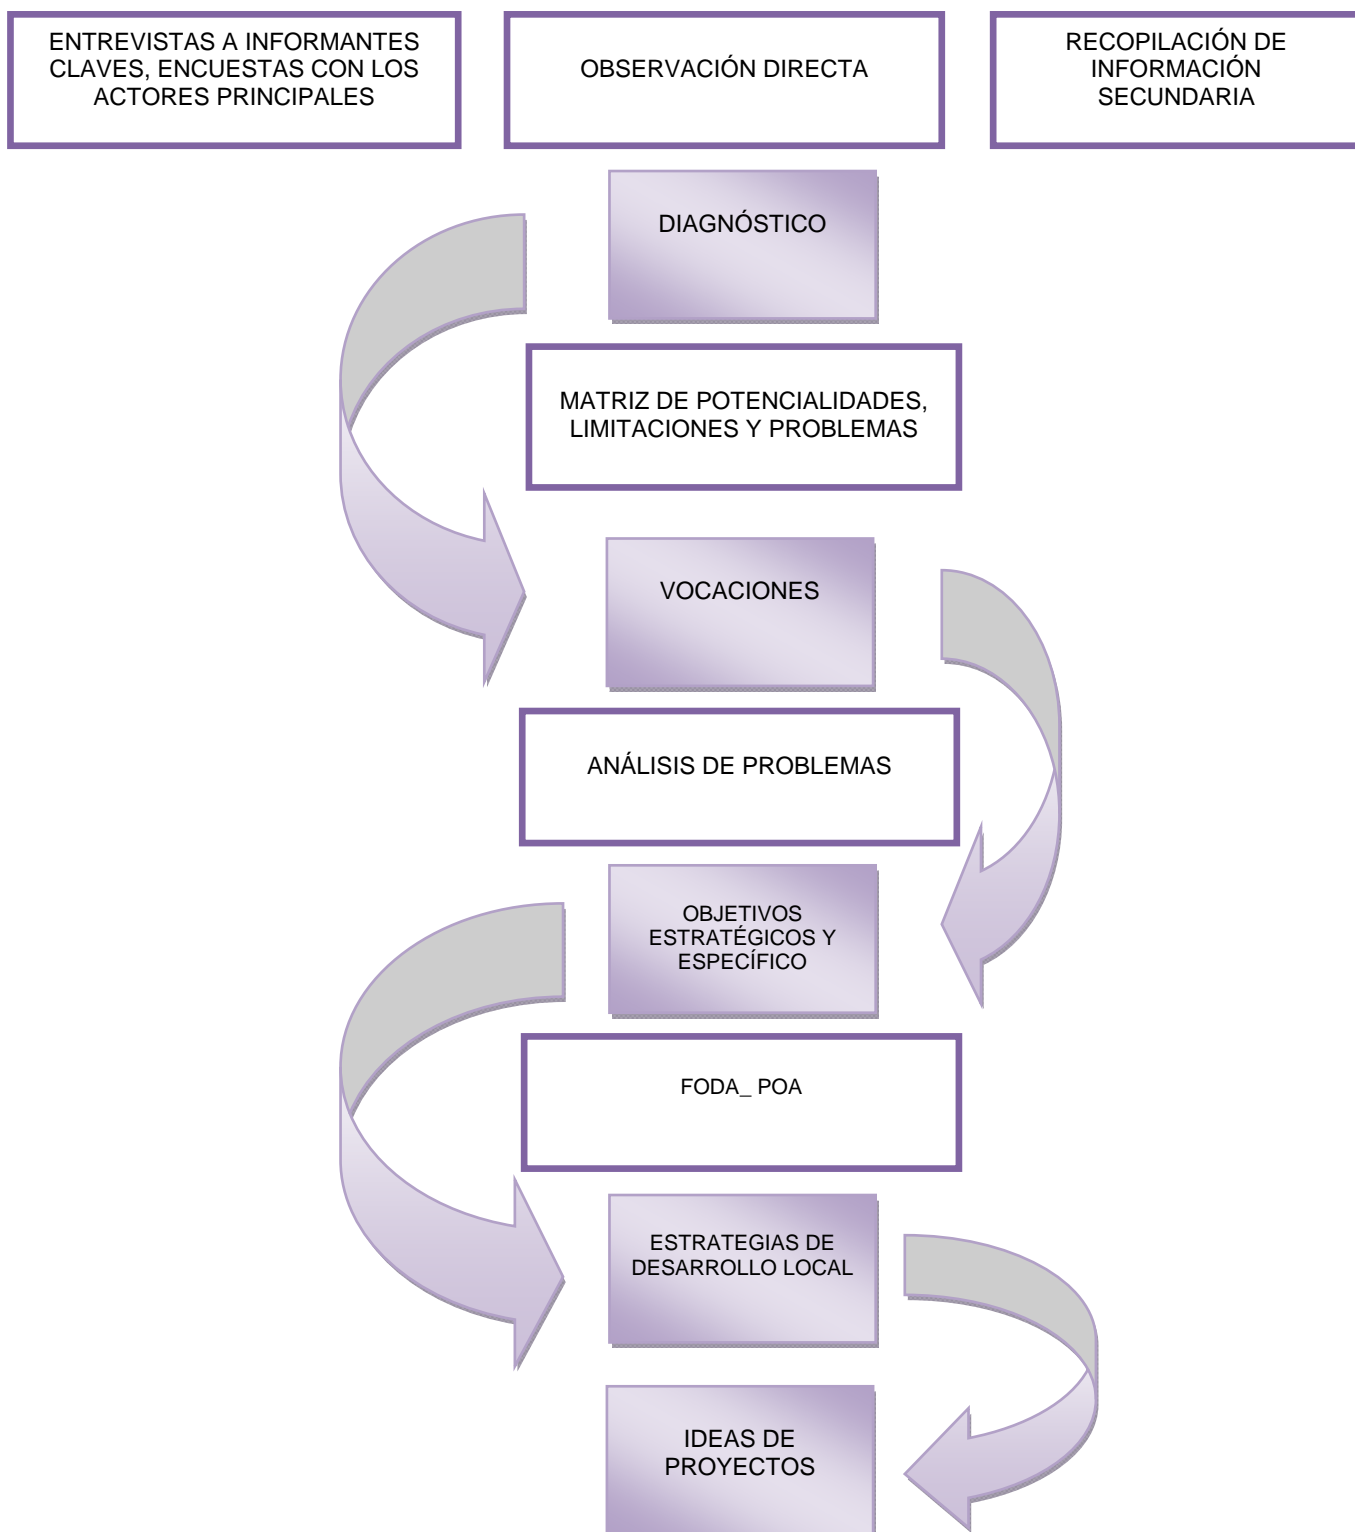 ENTREVISTAS A INFORMANTES
CLAVES, ENCUESTAS CON LOS
ACTORES PRINCIPALES
OBSERVACIÓN DIRECTA
RECOPILACIÓN DE
INFORMACIÓN
SECUNDARIA
DIAGNÓSTICO
MATRIZ DE POTENCIALIDADES,
LIMITACIONES Y PROBLEMAS
VOCACIONES
ANÁLISIS DE PROBLEMAS
OBJETIVOS
ESTRATÉGICOS Y
ESPECÍFICO
FODA_ POA
ESTRATEGIAS DE
DESARROLLO LOCAL
IDEAS DE
PROYECTOS